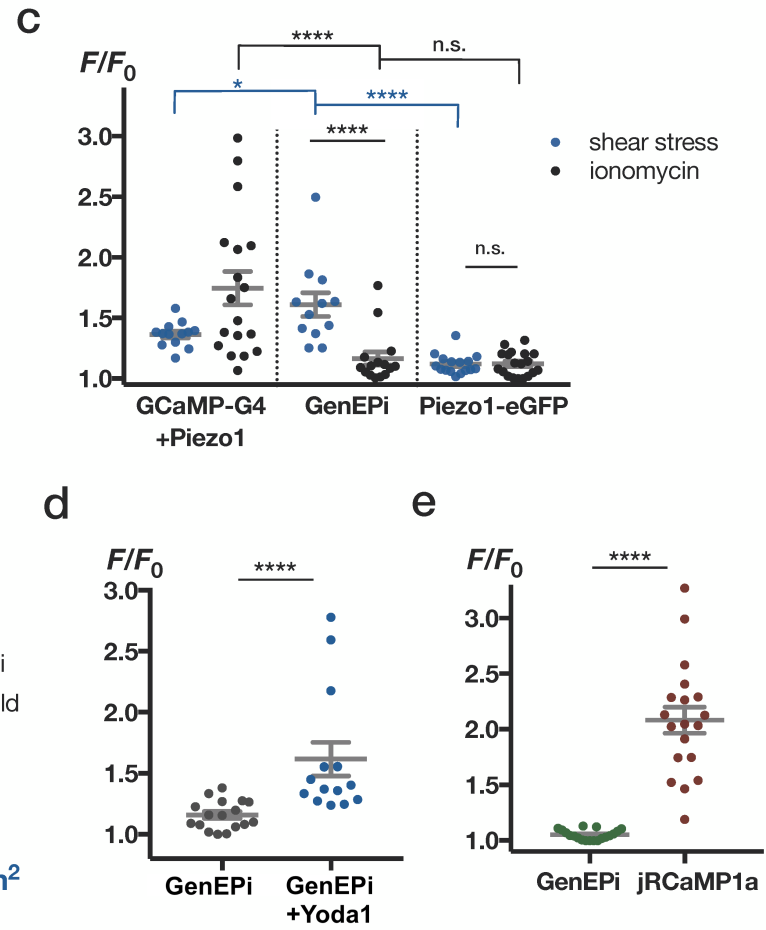 c
****
n.s.
F/F0
*
****
****
3.0
2.5
2.0
1.5
1.0
shear stress
ionomycin
n.s.
GCaMP-G4
+Piezo1
GenEPi
Piezo1-eGFP
d
F/F0
****
3.0
2.5
2.0
1.5
1.0
GenEPi
GenEPi
+Yoda1
e
F/F0
****
3.0
2.5
2.0
1.5
1.0
GenEPi
jRCaMP1a
i
ld
2